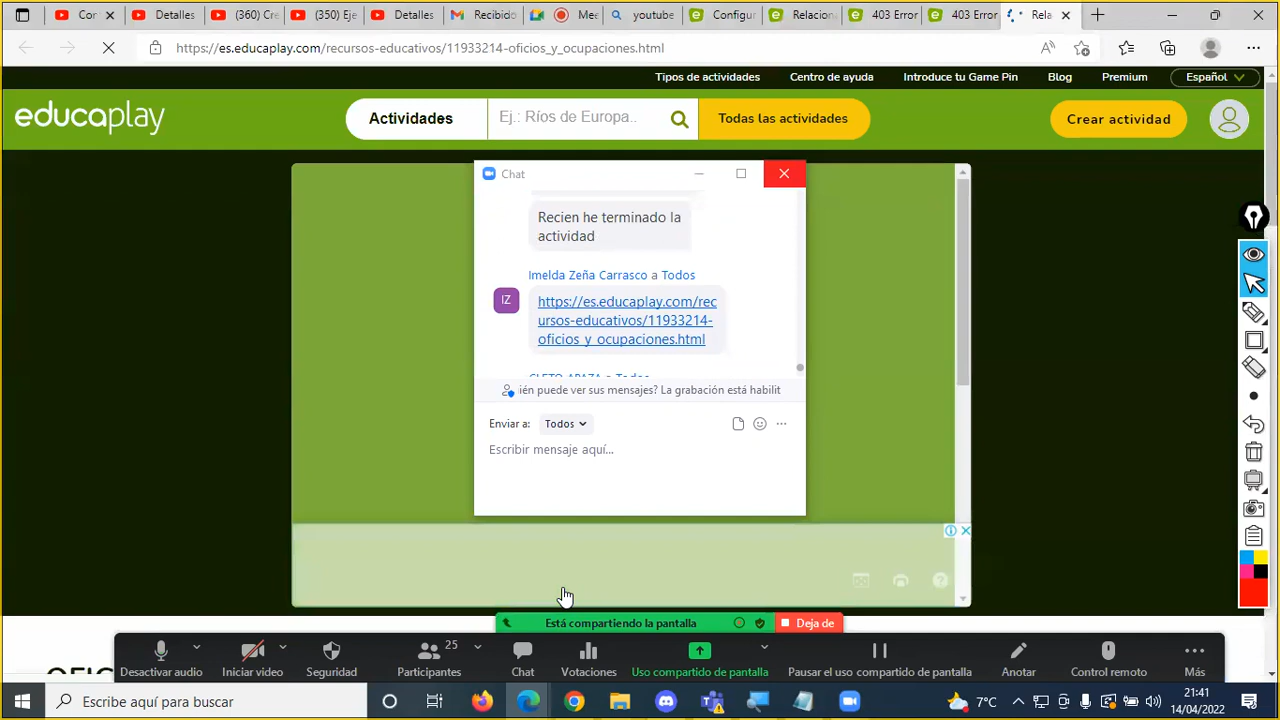 Cor
Detalles
(360) Cre
(350) Eje
Detalles
Recibido
Mee
youtube
Configur
Relacion
403 Error
403 Error
Rela
https://es.educaplay.com/recursos-educativos/11933214-oficios_y_ocupaciones.html
Tipos de actividades
Centro de ayuda
Introduce tu Game Pin
Blog
Premium
Español
educaplay
Actividades
Ej.: Ríos de Europa..
Todas las actividades
Crear actividad
Chat
Recien he terminado la
actividad
Imelda Zeña Carrasco a Todos
IZ
https://es.educaplay.com/rec
ursos-educativos/11933214-
oficios_y_ocupaciones.html
CLETO APAZA a Todos
ién puede ver sus mensajes? La grabación está habilit
Enviar a:
Todos
Escribir mensaje aquí...
Está compartiendo la pantalla
Deja de
25
Desactivar audio
Iniciar video
Seguridad
Participantes
Chat
Votaciones
Uso compartido de pantalla
Pausar el uso compartido de pantalla
Anotar
Control remoto
Más
Escribe aquí para buscar
7°C
21:41
14/04/2022